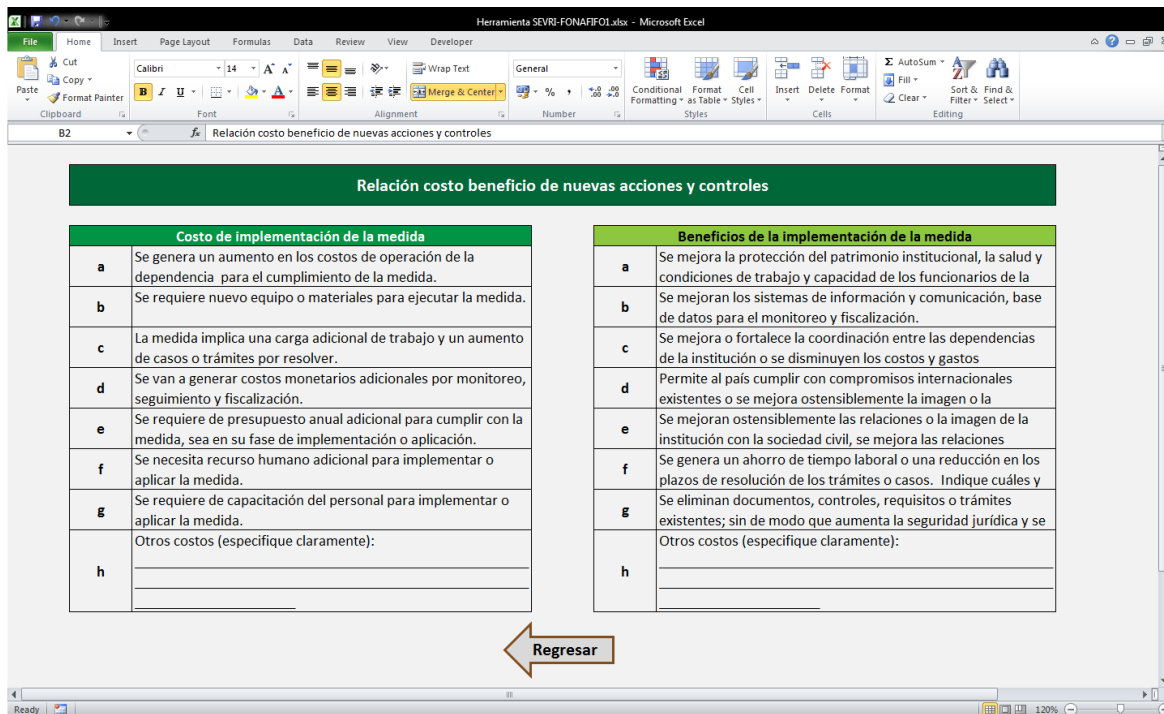 Herramienta SEVRI-FONAFIFO1.xlsx - Microsoft Excel
File Home Insert Page Layout Formulas Data Review View Developer
Paste
Cut
Copy
Format Painter
Clipboard
Calibri 14
B I U
Font
Wrap Text
Merge & Center
Alignment
General
% ,
Number
Conditional Formatting
Format as Table
Cell Styles
Styles
Insert Delete Format
Cells
Σ AutoSum
Fill
Clear
Sort & Filter
Find & Select
Editing
B2 fx Relación costo beneficio de nuevas acciones y controles
Relación costo beneficio de nuevas acciones y controles
Costo de implementación de la medida
a
Se genera un aumento en los costos de operación de la
dependencia para el cumplimiento de la medida.
b
Se requiere nuevo equipo o materiales para ejecutar la medida.
c
La medida implica una carga adicional de trabajo y un aumento
de casos o trámites por resolver.
d
Se van a generar costos monetarios adicionales por monitoreo,
seguimiento y fiscalización.
e
Se requiere de presupuesto anual adicional para cumplir con la
medida, sea en su fase de implementación o aplicación.
f
Se necesita recurso humano adicional para implementar o
aplicar la medida.
g
Se requiere de capacitación del personal para implementar o
aplicar la medida.
h
Otros costos (especifique claramente):
Beneficios de la implementación de la medida
a
Se mejora la protección del patrimonio institucional, la salud y
condiciones de trabajo y capacidad de los funcionarios de la
b
Se mejoran los sistemas de información y comunicación, base
de datos para el monitoreo y fiscalización.
c
Se mejora o fortalece la coordinación entre las dependencias
de la institución o se disminuyen los costos y gastos
d
Permite al país cumplir con compromisos internacionales
existentes o se mejora ostensiblemente la imagen o la
e
Se mejoran ostensiblemente las relaciones o la imagen de la
institución con la sociedad civil, se mejora las relaciones
f
Se genera un ahorro de tiempo laboral o una reducción en los
plazos de resolución de los trámites o casos. Indique cuáles y
g
Se eliminan documentos, controles, requisitos o trámites
existentes; sin de modo que aumenta la seguridad jurídica y se
h
Otros costos (especifique claramente):
Regresar
Ready
120%